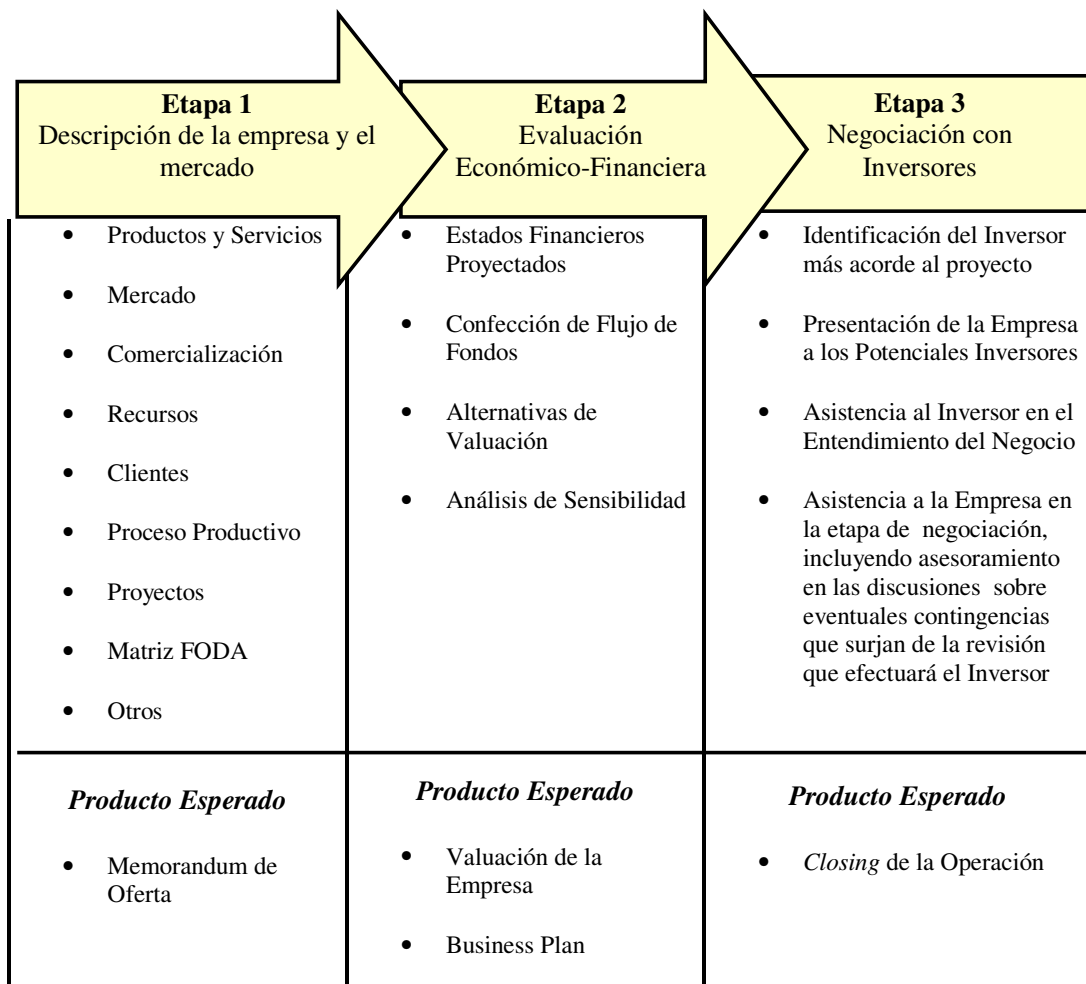 Etapa 1
Descripción de la empresa y el
mercado
Etapa 2
Evaluación
Económico-Financiera
Etapa 3
Negociación con
Inversores
• Productos y Servicios
• Mercado
• Comercialización
• Recursos
• Clientes
• Proceso Productivo
• Proyectos
• Matriz FODA
• Otros
• Estados Financieros
Proyectados
• Confección de Flujo de
Fondos
• Alternativas de
Valuación
• Análisis de Sensibilidad
• Identificación del Inversor
más acorde al proyecto
• Presentación de la Empresa
a los Potenciales Inversores
• Asistencia al Inversor en el
Entendimiento del Negocio
• Asistencia a la Empresa en
la etapa de negociación,
incluyendo asesoramiento
en las discusiones sobre
eventuales contingencias
que surjan de la revisión
que efectuará el Inversor
Producto Esperado
• Memorandum de
Oferta
Producto Esperado
• Valuación de la
Empresa
• Business Plan
Producto Esperado
• Closing de la Operación